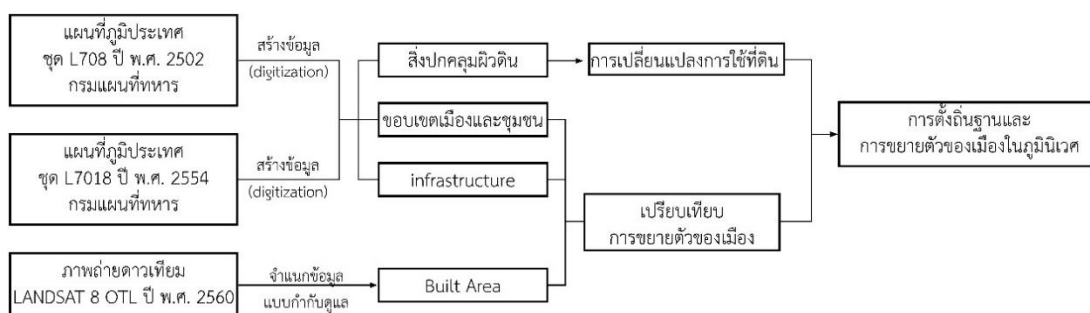 แผนที่ภูมิประเทศ
ชุด L708 ปี พ.ศ. 2502
กรมแผนที่ทหาร
สร้างข้อมูล
(digitization)
แผนที่ภูมิประเทศ
ชุด L7018 ปี พ.ศ. 2554
กรมแผนที่ทหาร
สร้างข้อมูล
(digitization)
ภาพถ่ายดาวเทียม
LANDSAT 8 OTL ปี พ.ศ. 2560
จำแนกข้อมูล
แบบกำกับดูแล
สิ่งปกคลุมผิวดิน
ขอบเขตเมืองและชุมชน
infrastructure
Built Area
การเปลี่ยนแปลงการใช้ที่ดิน
เปรียบเทียบ
การขยายตัวของเมือง
การตั้งถิ่นฐานและ
การขยายตัวของเมืองในภูมินิเวศ